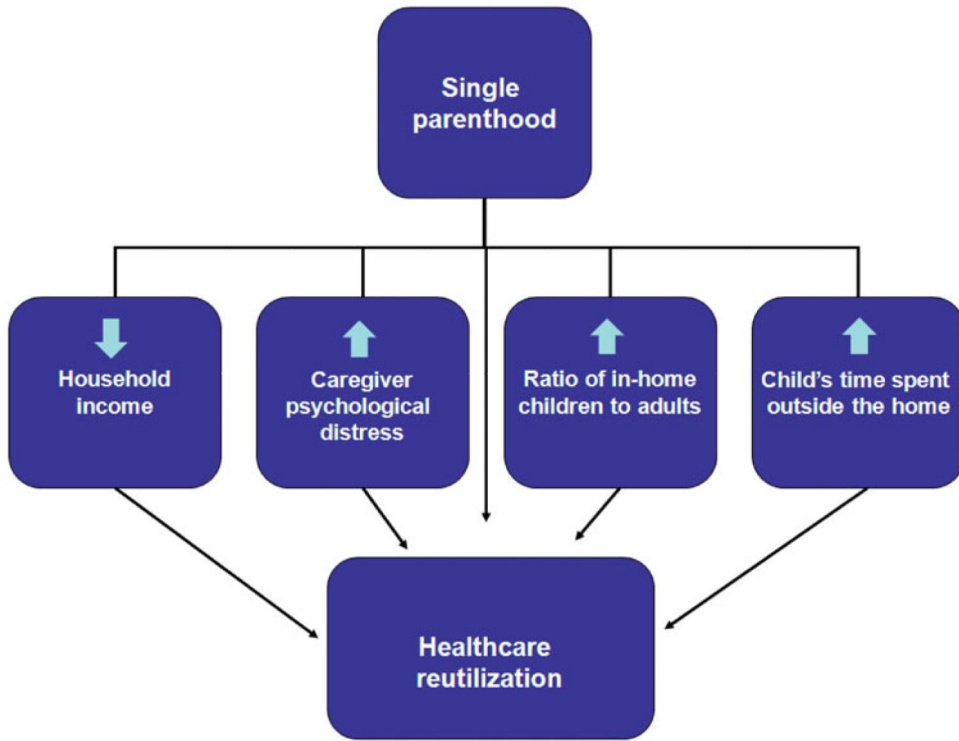 Single
parenthood
Household
income
Caregiver
psychological
distress
Ratio of in-home
children to adults
Child's time spent
outside the home
Healthcare
reutilization